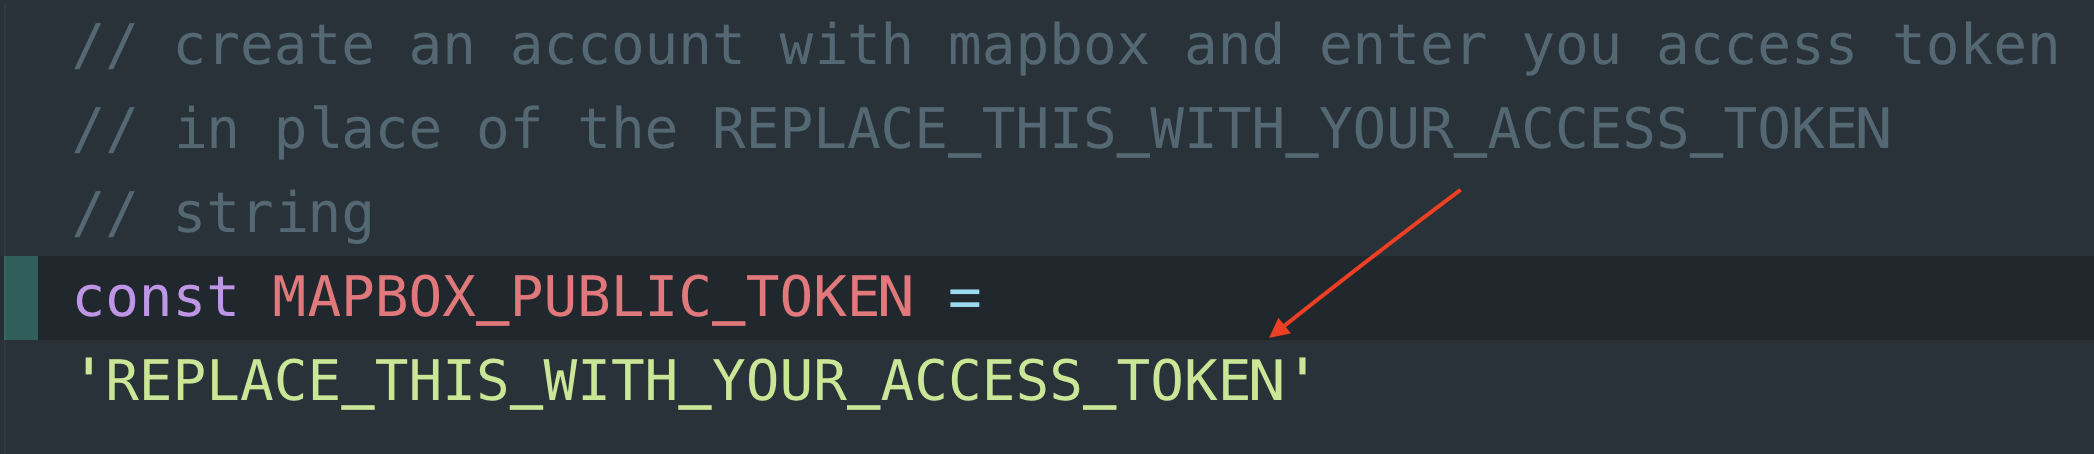 // create an account with mapbox and enter you access token
// in place of the REPLACE_THIS_WITH_YOUR_ACCESS_TOKEN
// string
const MAPBOX_PUBLIC_TOKEN =
'REPLACE_THIS_WITH_YOUR_ACCESS_TOKEN'